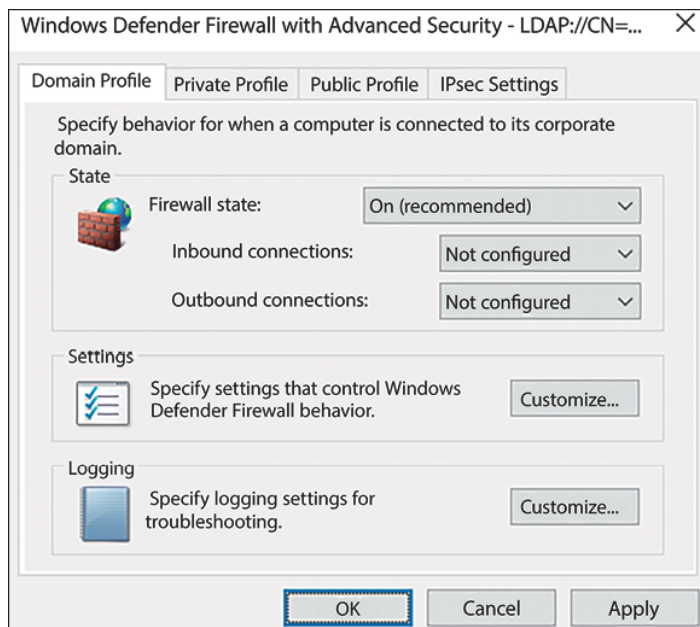 Windows Defender Firewall with Advanced Security - LDAP://CN=...
Domain Profile Private Profile Public Profile IPsec Settings
Specify behavior for when a computer is connected to its corporate
domain.
State
Firewall state: On (recommended)
Inbound connections: Not configured
Outbound connections: Not configured
Settings
Specify settings that control Windows
Defender Firewall behavior.
Customize...
Logging
Specify logging settings for
troubleshooting.
Customize...
OK Cancel Apply